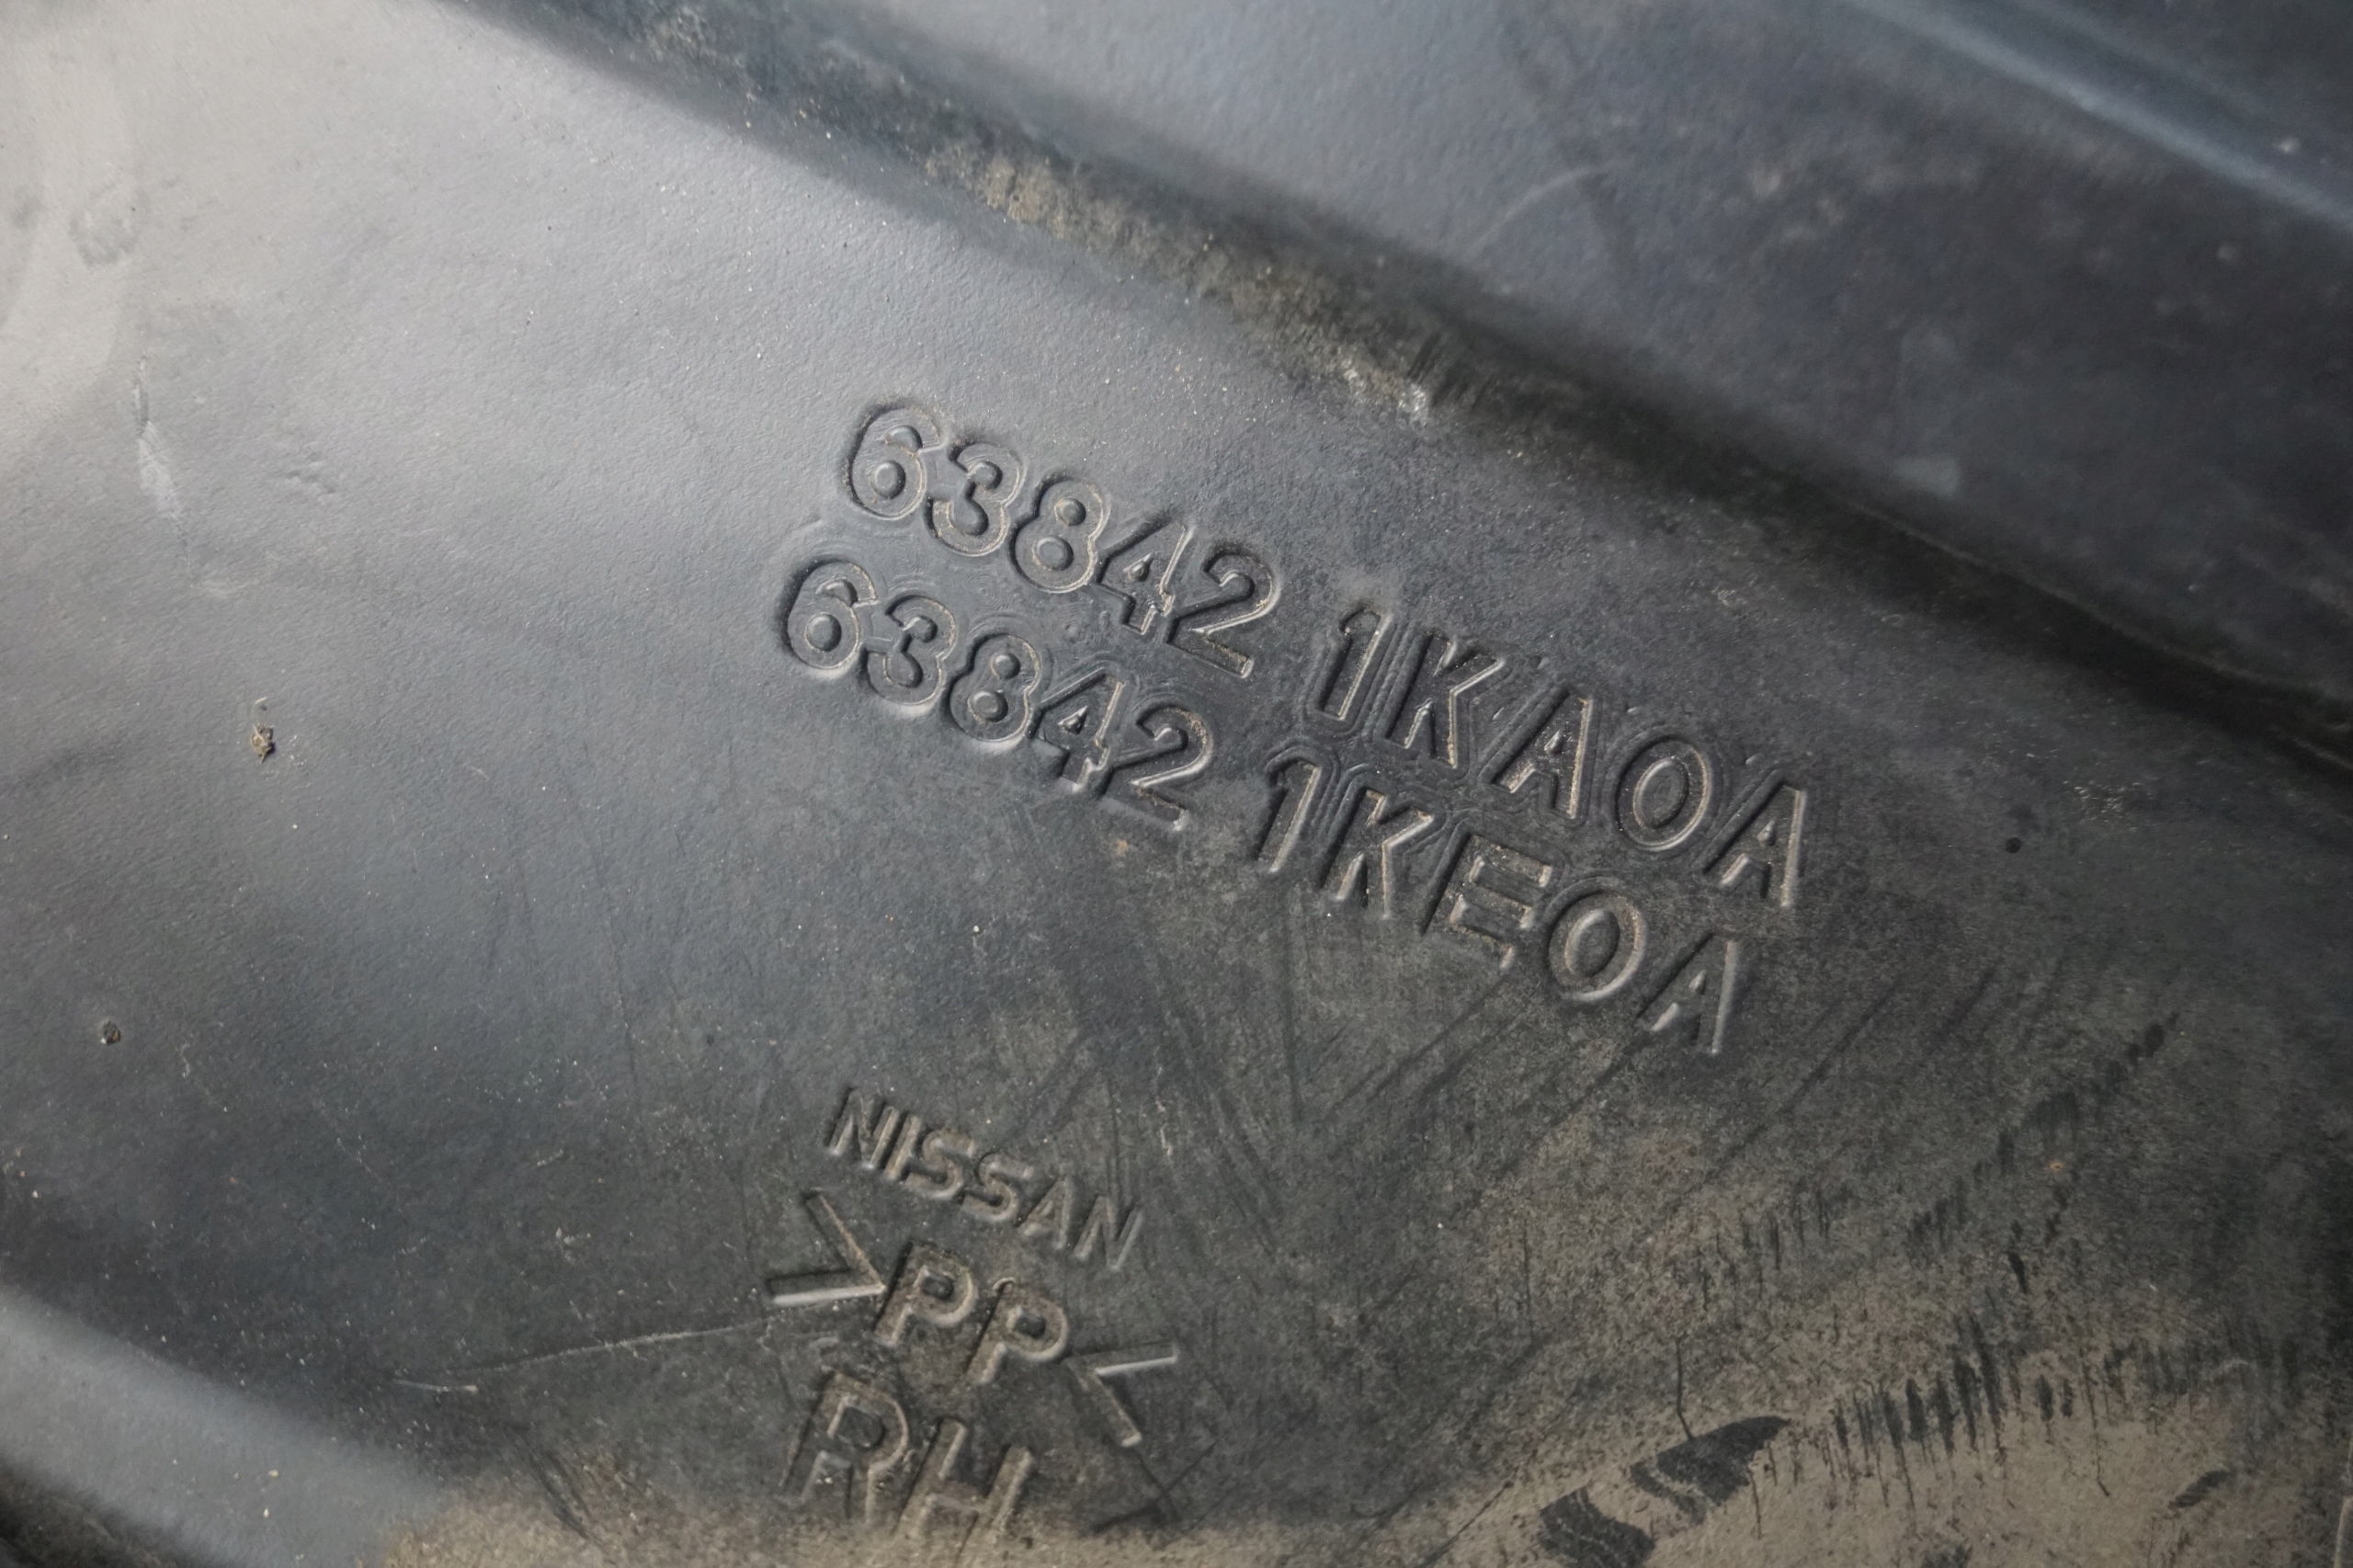 63842 1KA0A
63842 1KE0A
NISSAN
>PP<
RH